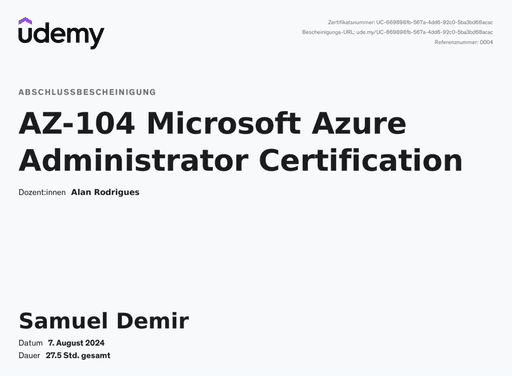 udemy
Zertifikatsnummer: UC-669898fb-567a-4dd6-92c0-5ba3bd66acac
Bescheinigungs-URL: ude.my/UC-669898fb-567a-4dd6-92c0-5ba3bd66acac
Referenznummer: 0004
ABSCHLUSSBESCHEINIGUNG
AZ-104 Microsoft Azure
Administrator Certification
Dozent:innen Alan Rodrigues
Samuel Demir
Datum 7. August 2024
Dauer 27.5 Std. gesamt